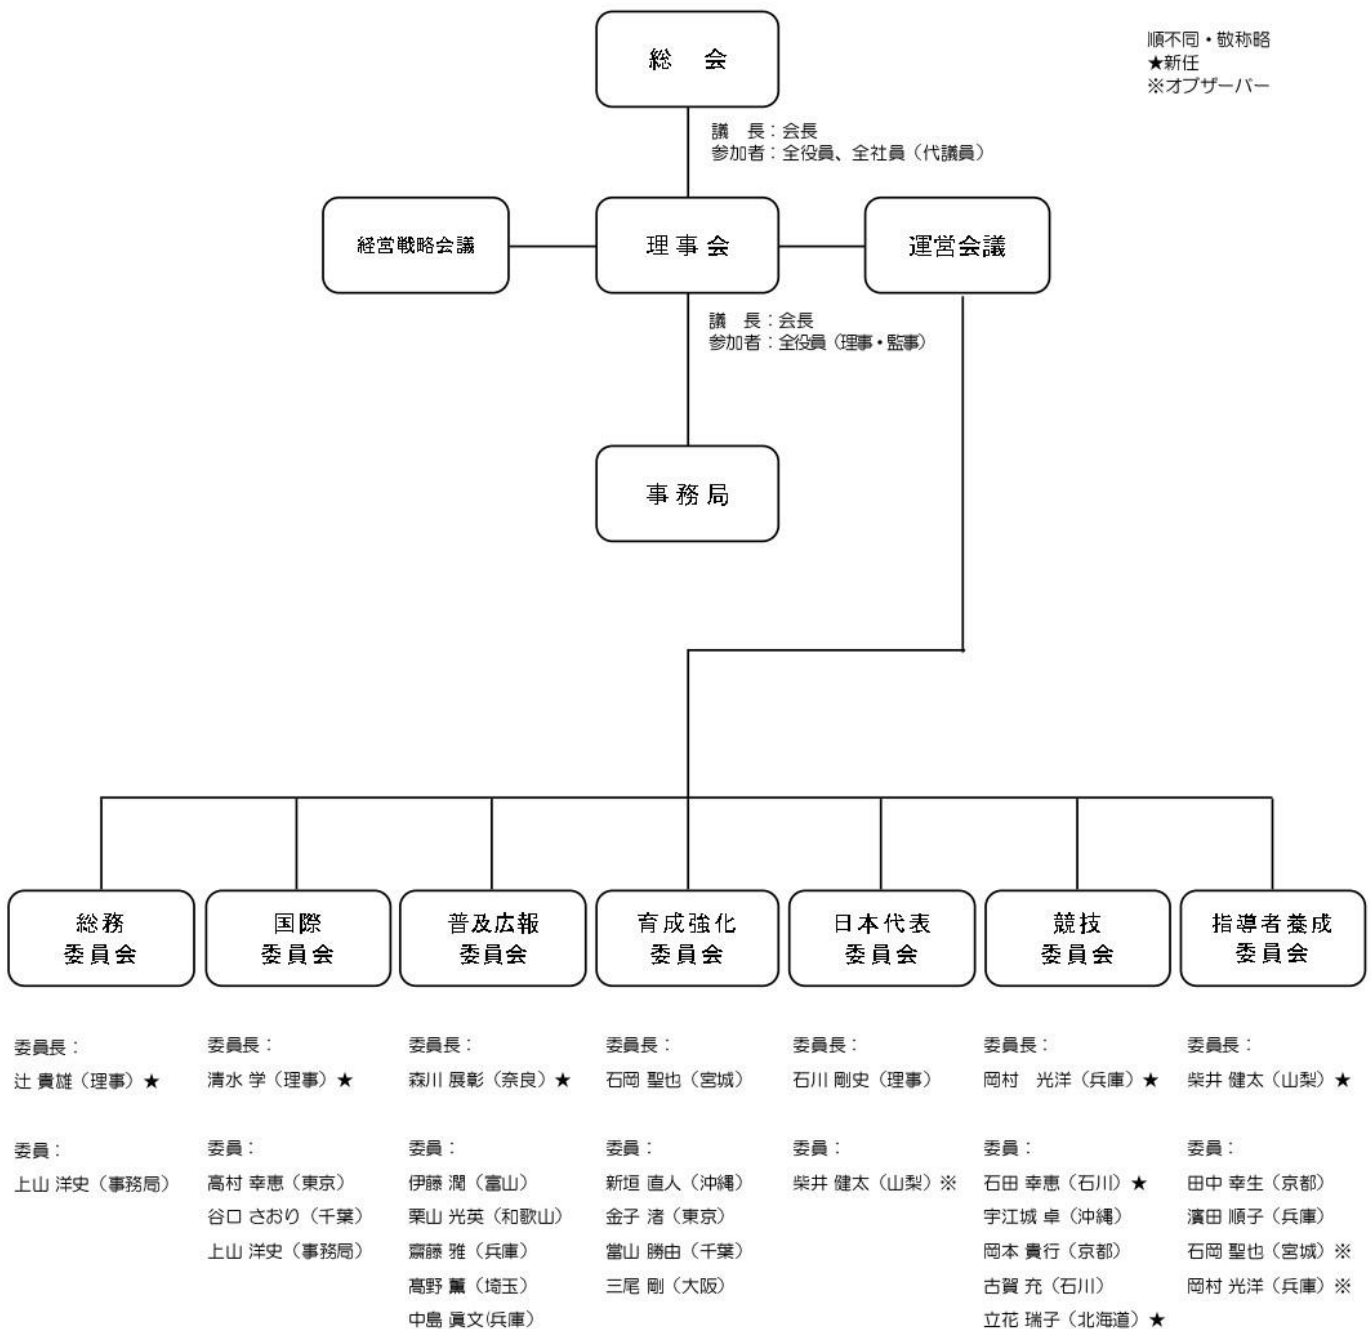 総　会
順不同・敬称略
★新任
※オブザーバー
議　長：会長
参加者：全役員、全社員（代議員）
経営戦略会議
理事会
運営会議
議　長：会長
参加者：全役員（理事・監事）
事務局
総務
委員会
国際
委員会
普及広報
委員会
育成強化
委員会
日本代表
委員会
競技
委員会
指導者養成
委員会
委員長：
辻 貴雄（理事）★
委員：
上山 洋史（事務局）
委員長：
清水 学（理事）★
委員：
高村 幸恵（東京）
谷口 さおり（千葉）
上山 洋史（事務局）
委員長：
森川 展彰（奈良）★
委員：
伊藤 潤（富山）
栗山 光英（和歌山）
齋藤 雅（兵庫）
髙野 薫（埼玉）
中島 眞文(兵庫）
委員長：
石岡 聖也（宮城）
委員：
新垣 直人（沖縄）
金子 渚（東京）
當山 勝由（千葉）
三尾 剛（大阪）
委員長：
石川 剛史（理事）
委員：
柴井 健太（山梨）※
委員長：
岡村　光洋（兵庫）★
委員：
石田 幸恵（石川）★
宇江城 卓（沖縄）
岡本 貴行（京都）
古賀 充（石川）
立花 瑞子（北海道）★
委員長：
柴井 健太（山梨）★
委員：
田中 幸生（京都）
濱田 順子（兵庫）
石岡 聖也（宮城）※
岡村 光洋（兵庫）※